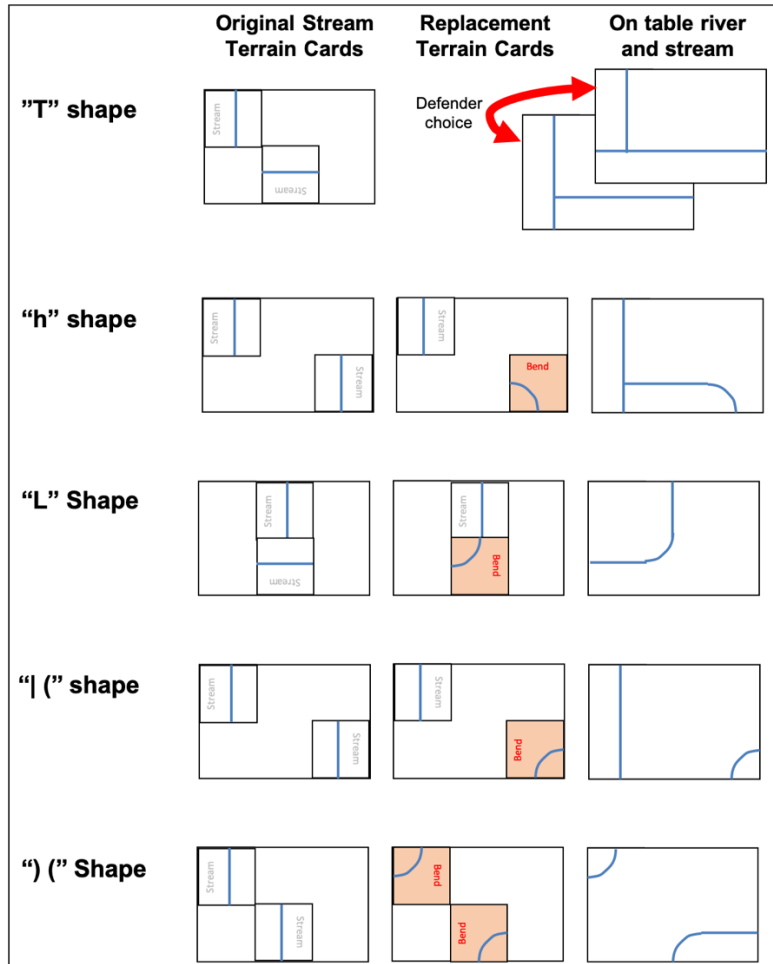 Original Stream
Terrain Cards
Replacement
Terrain Cards
On table river
and stream
”T” shape
Stream
Stream
Defender
choice
“h” shape
Stream
Stream
Stream
Bend
“L” Shape
Stream
Stream
Stream
Bend
“| (” shape
Stream
Stream
Stream
Bend
“) (” Shape
Stream
Stream
Bend
Bend